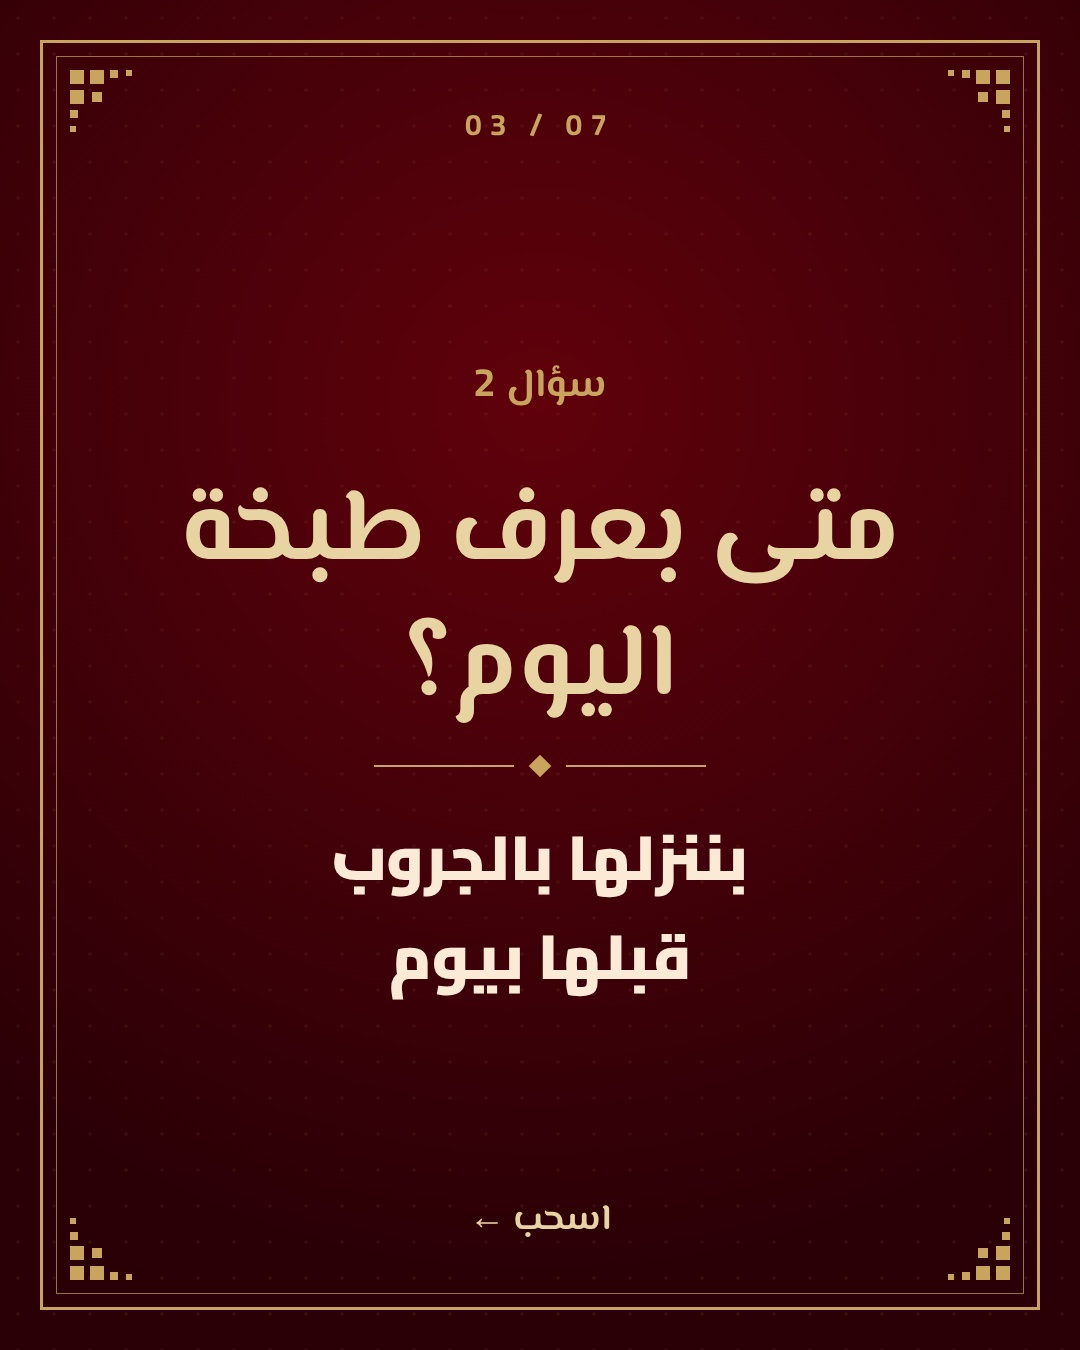 03 / 07
سؤال 2
متى بعرف طبخة
اليوم؟
بننزلها بالجروب
قبلها بيوم
اسحب ←